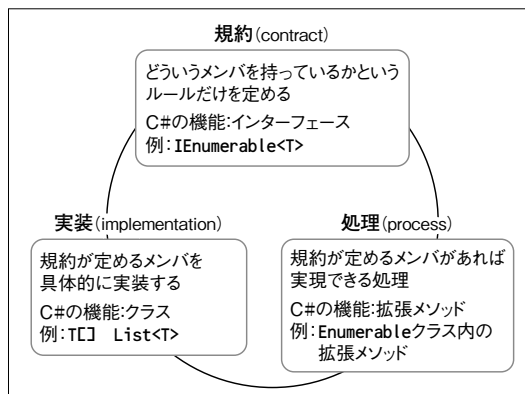 規約(contract)
どういうメンバを持っているかという
ルールだけを定める
C#の機能:インターフェース
例:IEnumerable<T>
実装(implementation)
規約が定めるメンバを
具体的に実装する
C#の機能:クラス
例:T[] List<T>
処理(process)
規約が定めるメンバがあれば
実現できる処理
C#の機能:拡張メソッド
例:Enumerableクラス内の
拡張メソッド